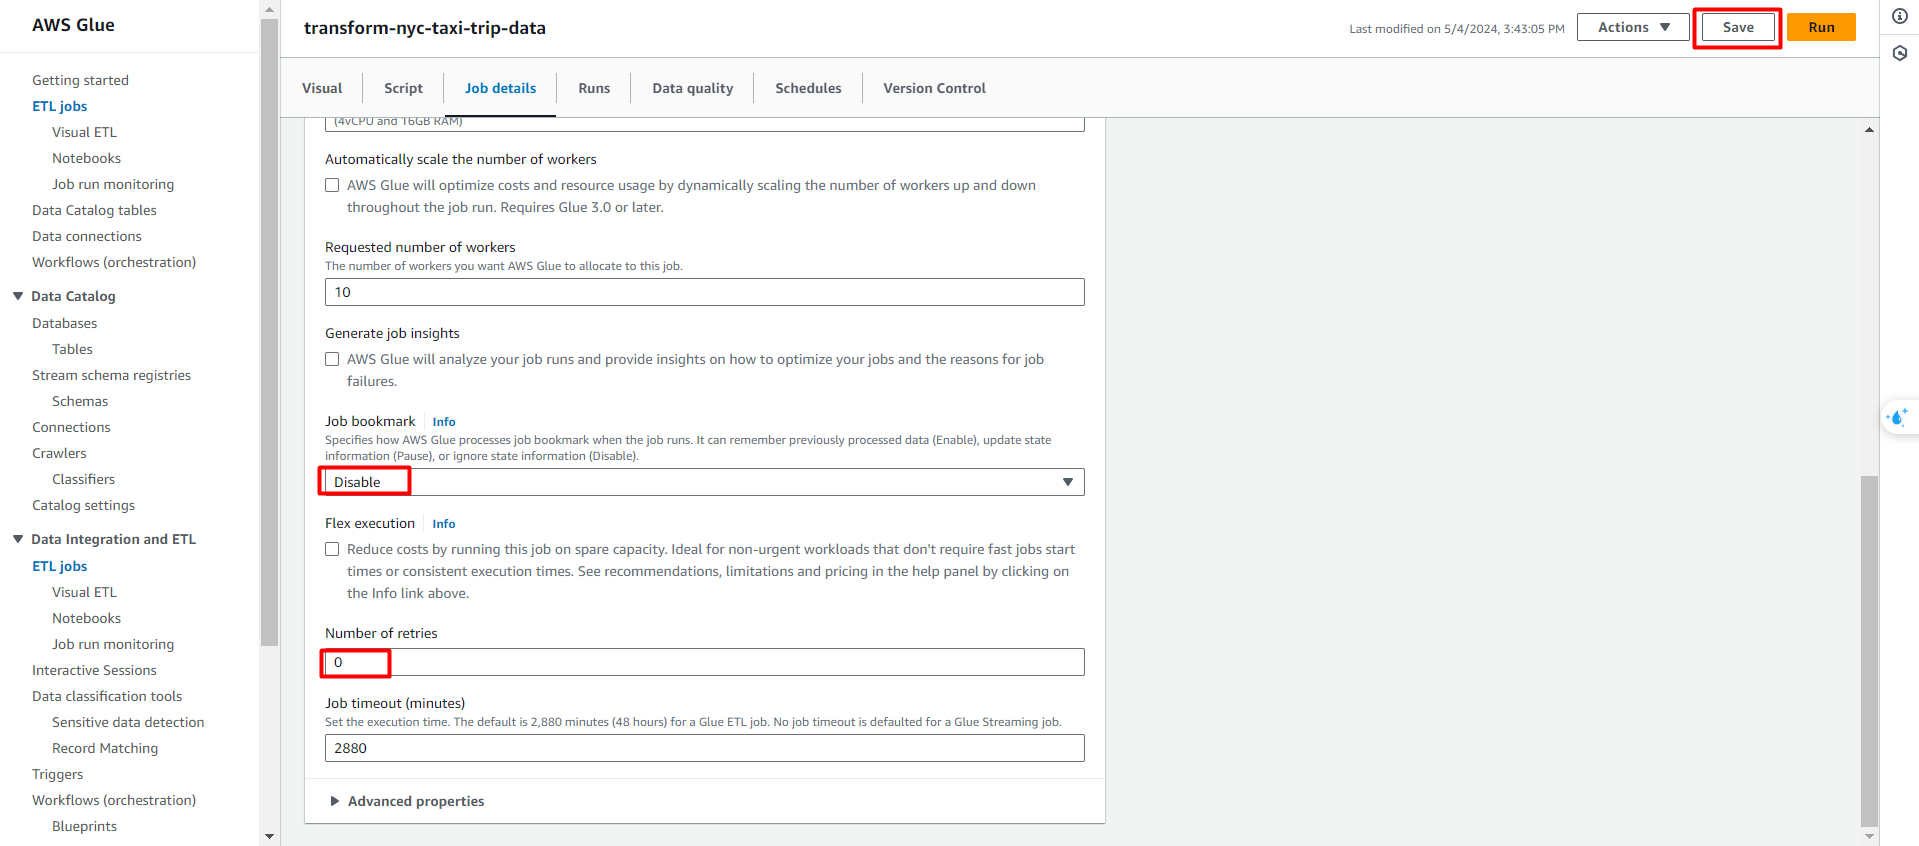 AWS Glue
Getting started
ETL jobs
Visual ETL
Notebooks
Job run monitoring
Data Catalog tables
Data connections
Workflows (orchestration)
Data Catalog
Databases
Tables
Stream schema registries
Schemas
Connections
Crawlers
Classifiers
Catalog settings
Data Integration and ETL
ETL jobs
Visual ETL
Notebooks
Job run monitoring
Interactive Sessions
Data classification tools
Sensitive data detection
Record Matching
Triggers
Workflows (orchestration)
Blueprints
transform-nyc-taxi-trip-data
Last modified on 5/4/2024, 3:43:05 PM
Actions
Save
Run
Visual
Script
Job details
Runs
Data quality
Schedules
Version Control
(4vCPU and 16GB RAM)
Automatically scale the number of workers
AWS Glue will optimize costs and resource usage by dynamically scaling the number of workers up and down
throughout the job run. Requires Glue 3.0 or later.
Requested number of workers
The number of workers you want AWS Glue to allocate to this job.
10
Generate job insights
AWS Glue will analyze your job runs and provide insights on how to optimize your jobs and the reasons for job
failures.
Job bookmark Info
Specifies how AWS Glue processes job bookmark when the job runs. It can remember previously processed data (Enable), update state
information (Pause), or ignore state information (Disable).
Disable
Flex execution Info
Reduce costs by running this job on spare capacity. Ideal for non-urgent workloads that don't require fast jobs start
times or consistent execution times. See recommendations, limitations and pricing in the help panel by clicking on
the Info link above.
Number of retries
0
Job timeout (minutes)
Set the execution time. The default is 2,880 minutes (48 hours) for a Glue ETL job. No job timeout is defaulted for a Glue Streaming job.
2880
Advanced properties